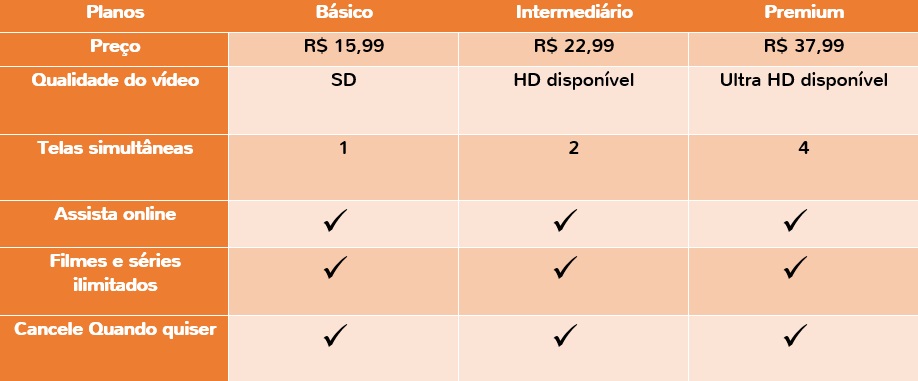 Planos Básico Intermediário Premium
Preço R$ 15,99 R$ 22,99 R$ 37,99
Qualidade do vídeo SD HD disponível Ultra HD disponível
Telas simultâneas 1 2 4
Assista online ✓ ✓ ✓
Filmes e séries ✓ ✓ ✓
ilimitados
Cancele Quando quiser ✓ ✓ ✓